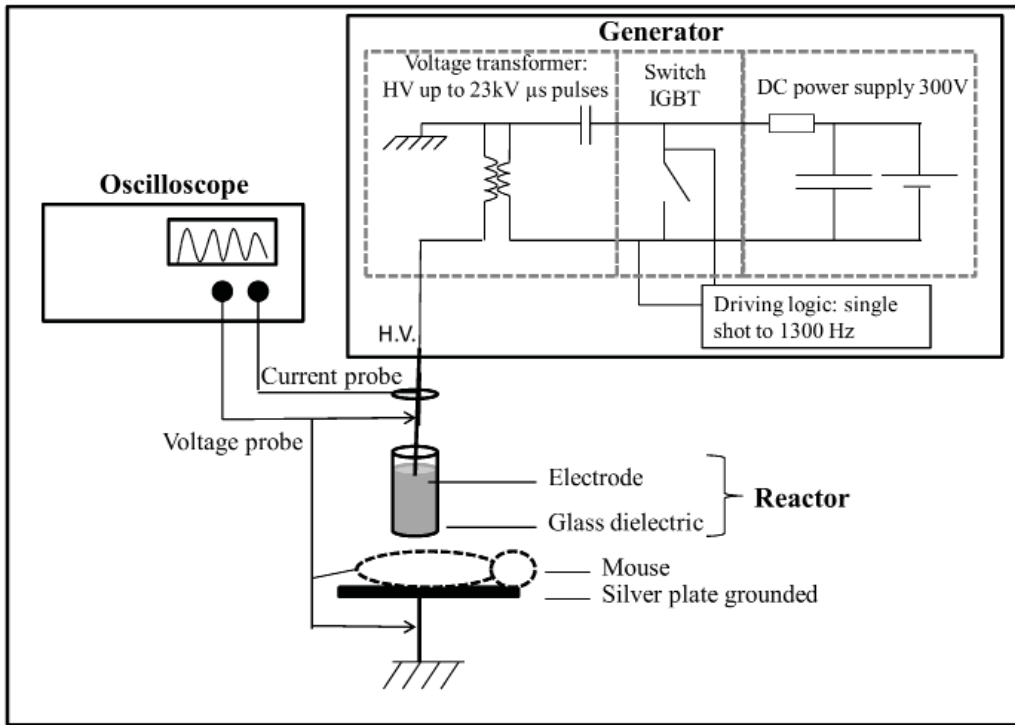 Generator
Voltage transformer:
HV up to 23kV µs pulses
Switch
IGBT
DC power supply 300V
Oscilloscope
Driving logic: single
shot to 1300 Hz
H.V.
Current probe
Voltage probe
Electrode
Glass dielectric
Reactor
Mouse
Silver plate grounded